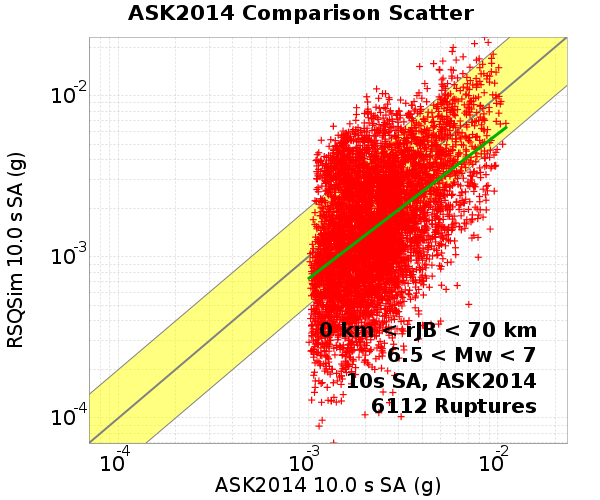 ASK2014 Comparison Scatter
RSQSim 10.0 s SA (g)
10-2
10-3
10-4
0 km < rJB < 70 km
6.5 < Mw < 7
10s SA, ASK2014
6112 Ruptures
10-4
10-3
10-2
ASK2014 10.0 s SA (g)